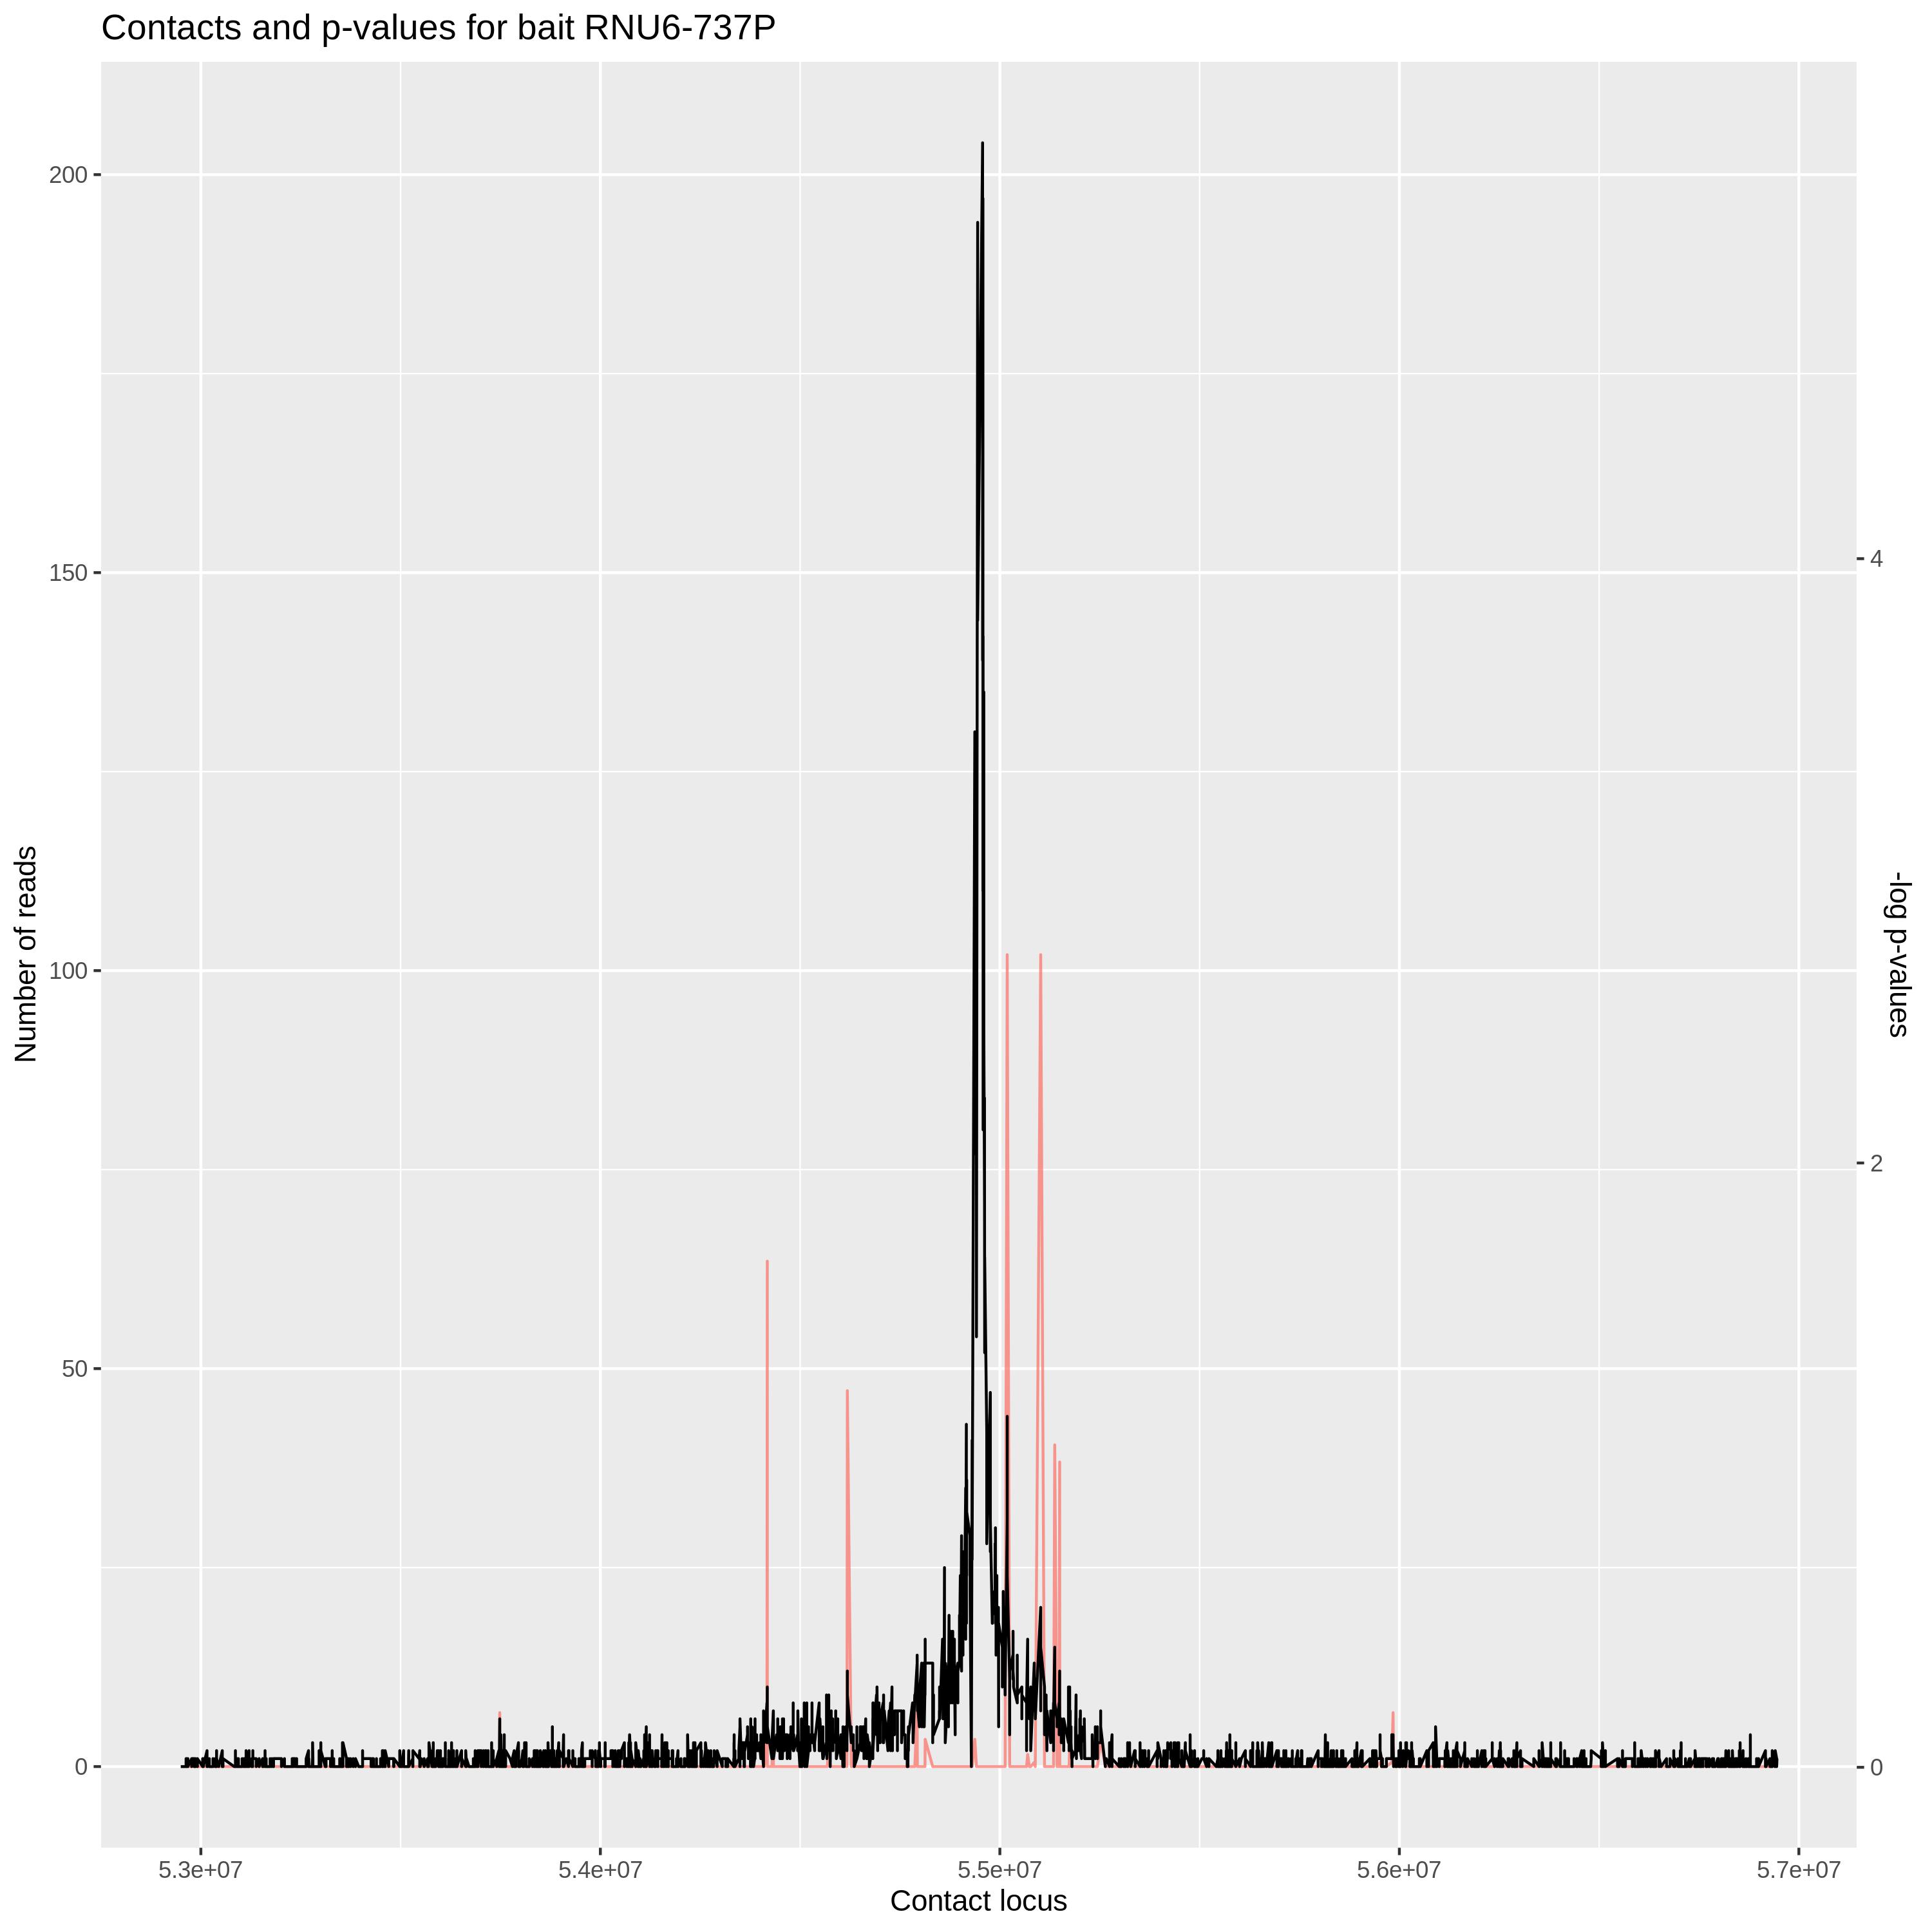 Contacts and p-values for bait RNU6-737P
200
150
100
50
0
Number of reads
4
2
0
-log p-values
5.3e+07
5.4e+07
5.5e+07
5.6e+07
5.7e+07
Contact locus